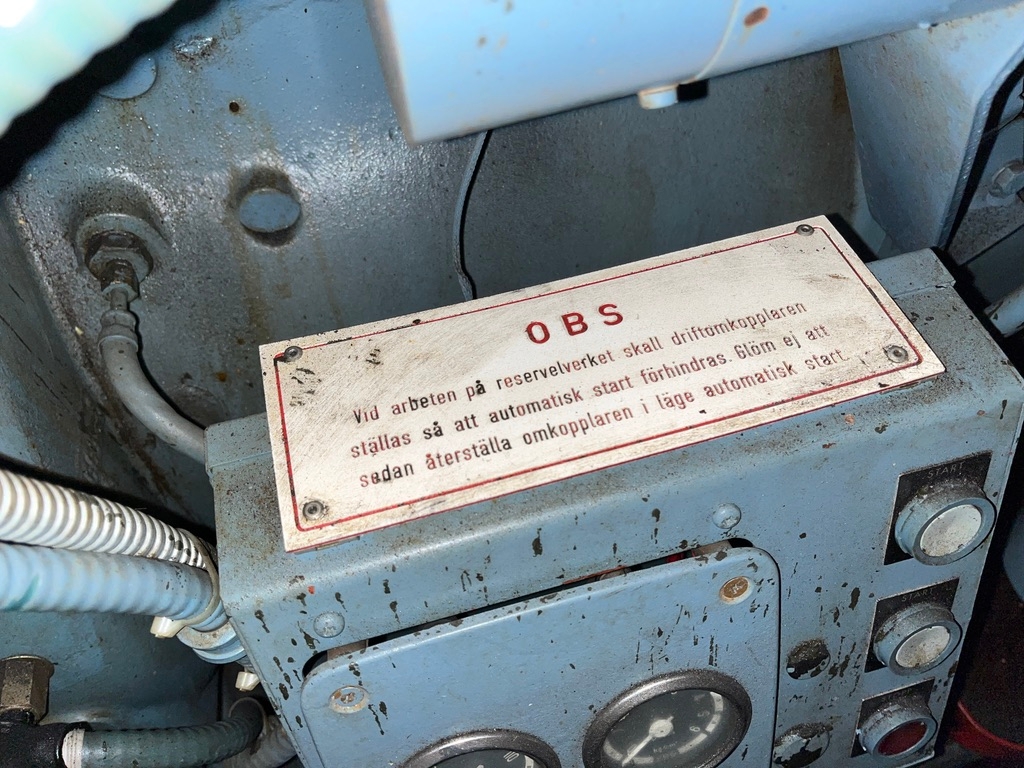 OBS
Vid arbeten på reservelverket skall driftomkopplaren
ställas så att automatisk start förhindras. Glöm ej att
sedan återställa omkopplaren i läge automatisk start.
START
START